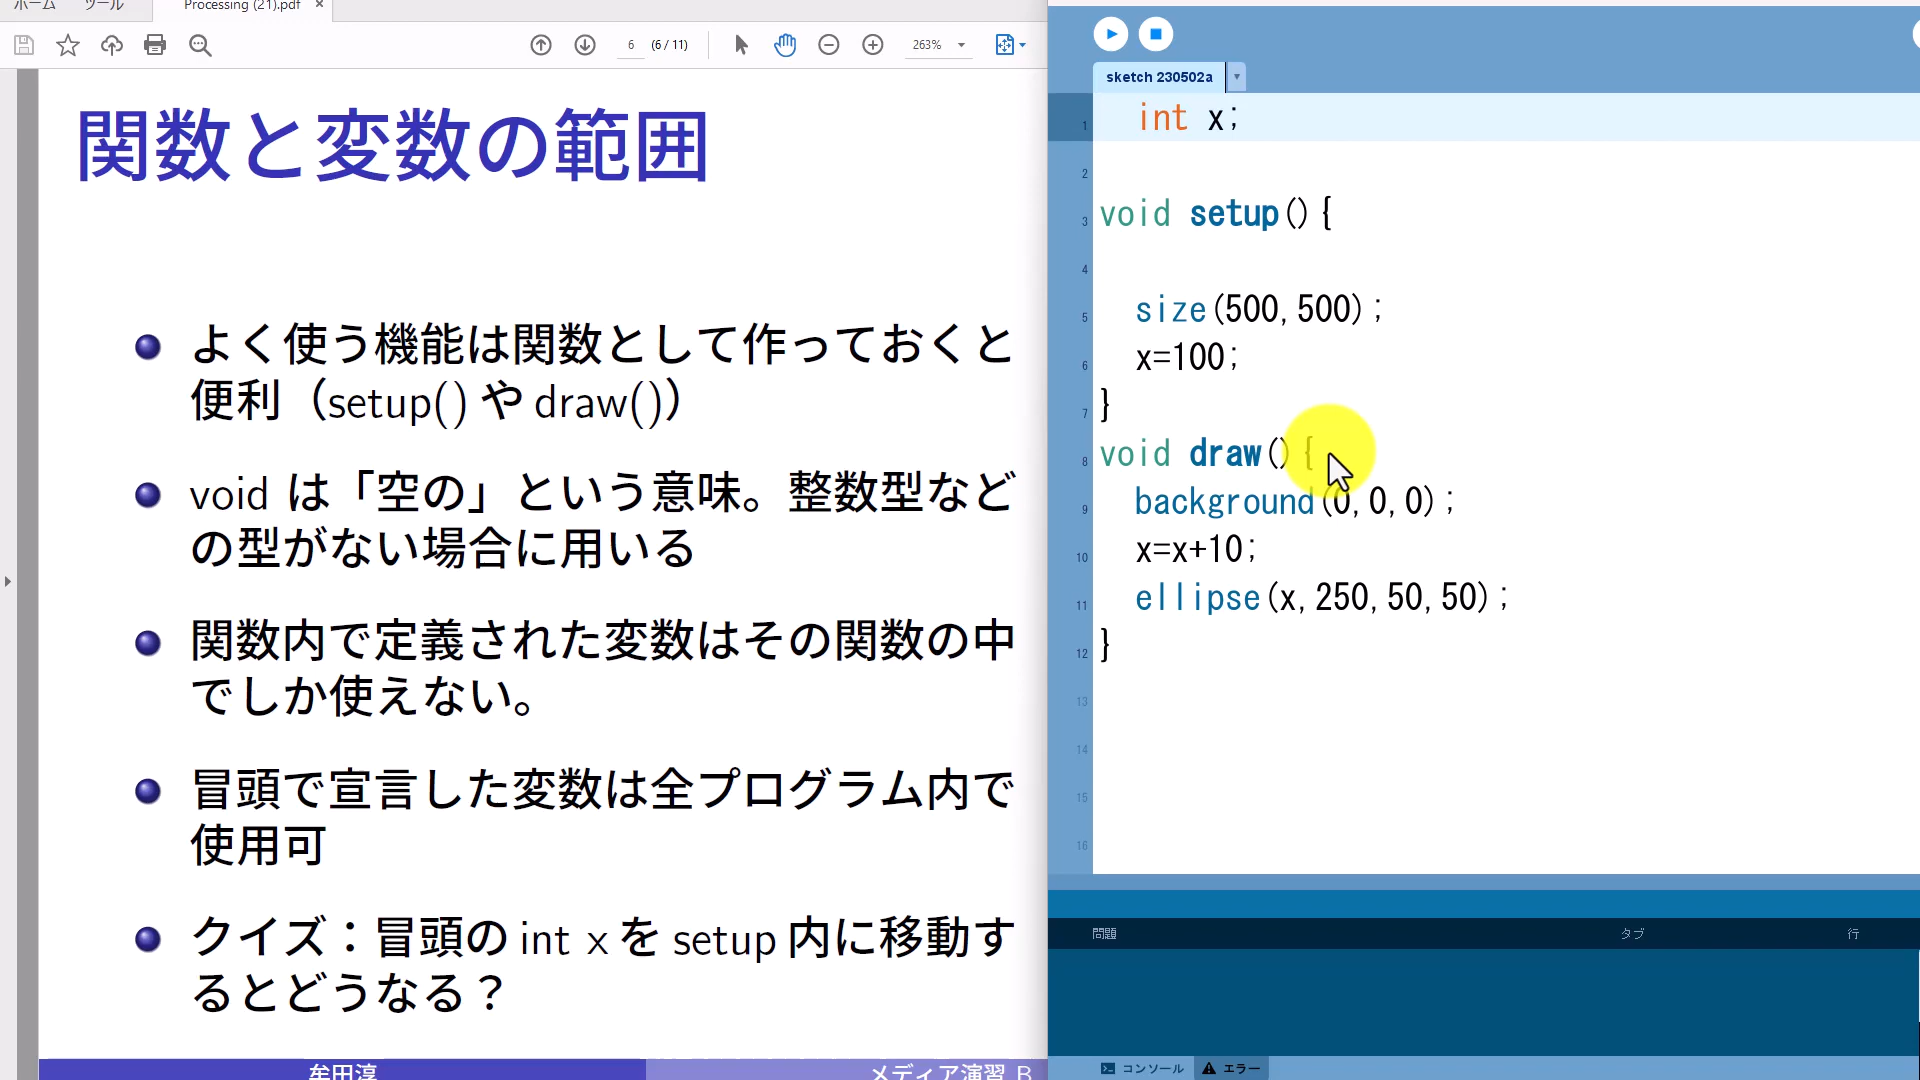 ホーム ツール Processing (21).pdf ×
6 (6 / 11) 263%
関数と変数の範囲
よく使う機能は関数として作っておくと
便利（setup() や draw()）
void は「空の」という意味。整数型など
の型がない場合に用いる
関数内で定義された変数はその関数の中
でしか使えない。
冒頭で宣言した変数は全プログラム内で
使用可
クイズ：冒頭の int x を setup 内に移動す
るとどうなる？
牟田淳 メディア演習 B
sketch 230502a
1 int x;
2
3 void setup(){
4
5 size(500,500);
6 x=100;
7 }
8 void draw(){
9 background(0,0,0);
10 x=x+10;
11 ellipse(x,250,50,50);
12 }
13
14
15
16
問題 タブ 行
コンソール エラー